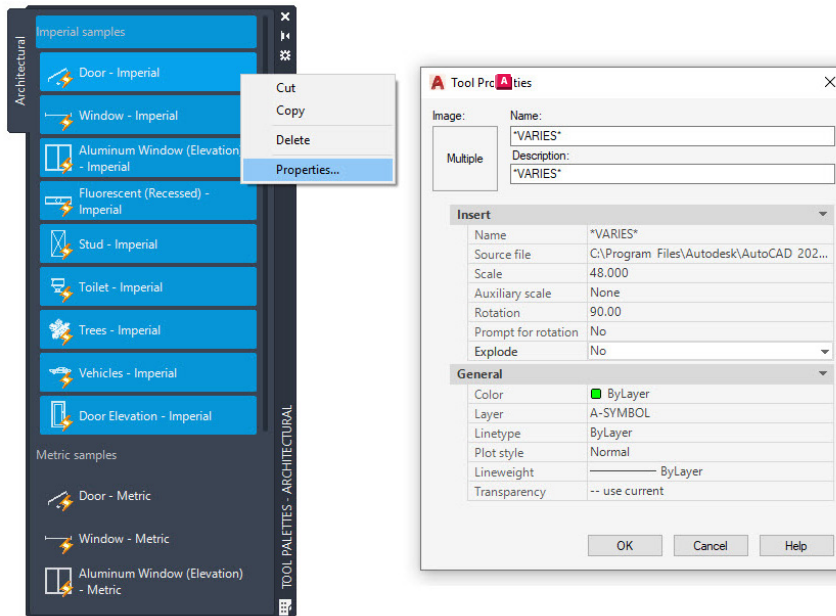 Architectural
Imperial samples
Door - Imperial
Window - Imperial
Aluminum Window (Elevation)
- Imperial
Fluorescent (Recessed) -
Imperial
Stud - Imperial
Toilet - Imperial
Trees - Imperial
Vehicles - Imperial
Door Elevation - Imperial
Metric samples
Door - Metric
Window - Metric
Aluminum Window (Elevation)
- Metric
TOOL PALETTES - ARCHITECTURAL
Cut
Copy
Delete
Properties...
A Tool Pro A ties
Image: Name:
*VARIES*
Multiple
Description:
*VARIES*
Insert
Name *VARIES*
Source file C:\Program Files\Autodesk\AutoCAD 202...
Scale 48.000
Auxiliary scale None
Rotation 90.00
Prompt for rotation No
Explode No
General
Color ByLayer
Layer A-SYMBOL
Linetype ByLayer
Plot style Normal
Lineweight ByLayer
Transparency -- use current
OK Cancel Help